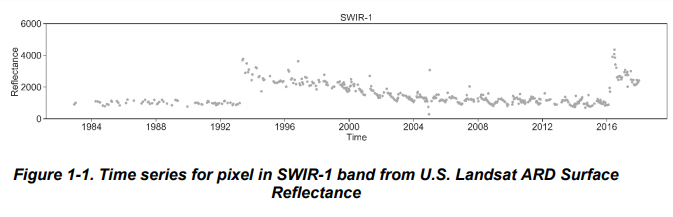 SWIR-1
6000
4000
2000
0
Reflectance
1984 1988 1992 1996 2000 2004 2008 2012 2016
Time
Figure 1-1. Time series for pixel in SWIR-1 band from U.S. Landsat ARD Surface
Reflectance